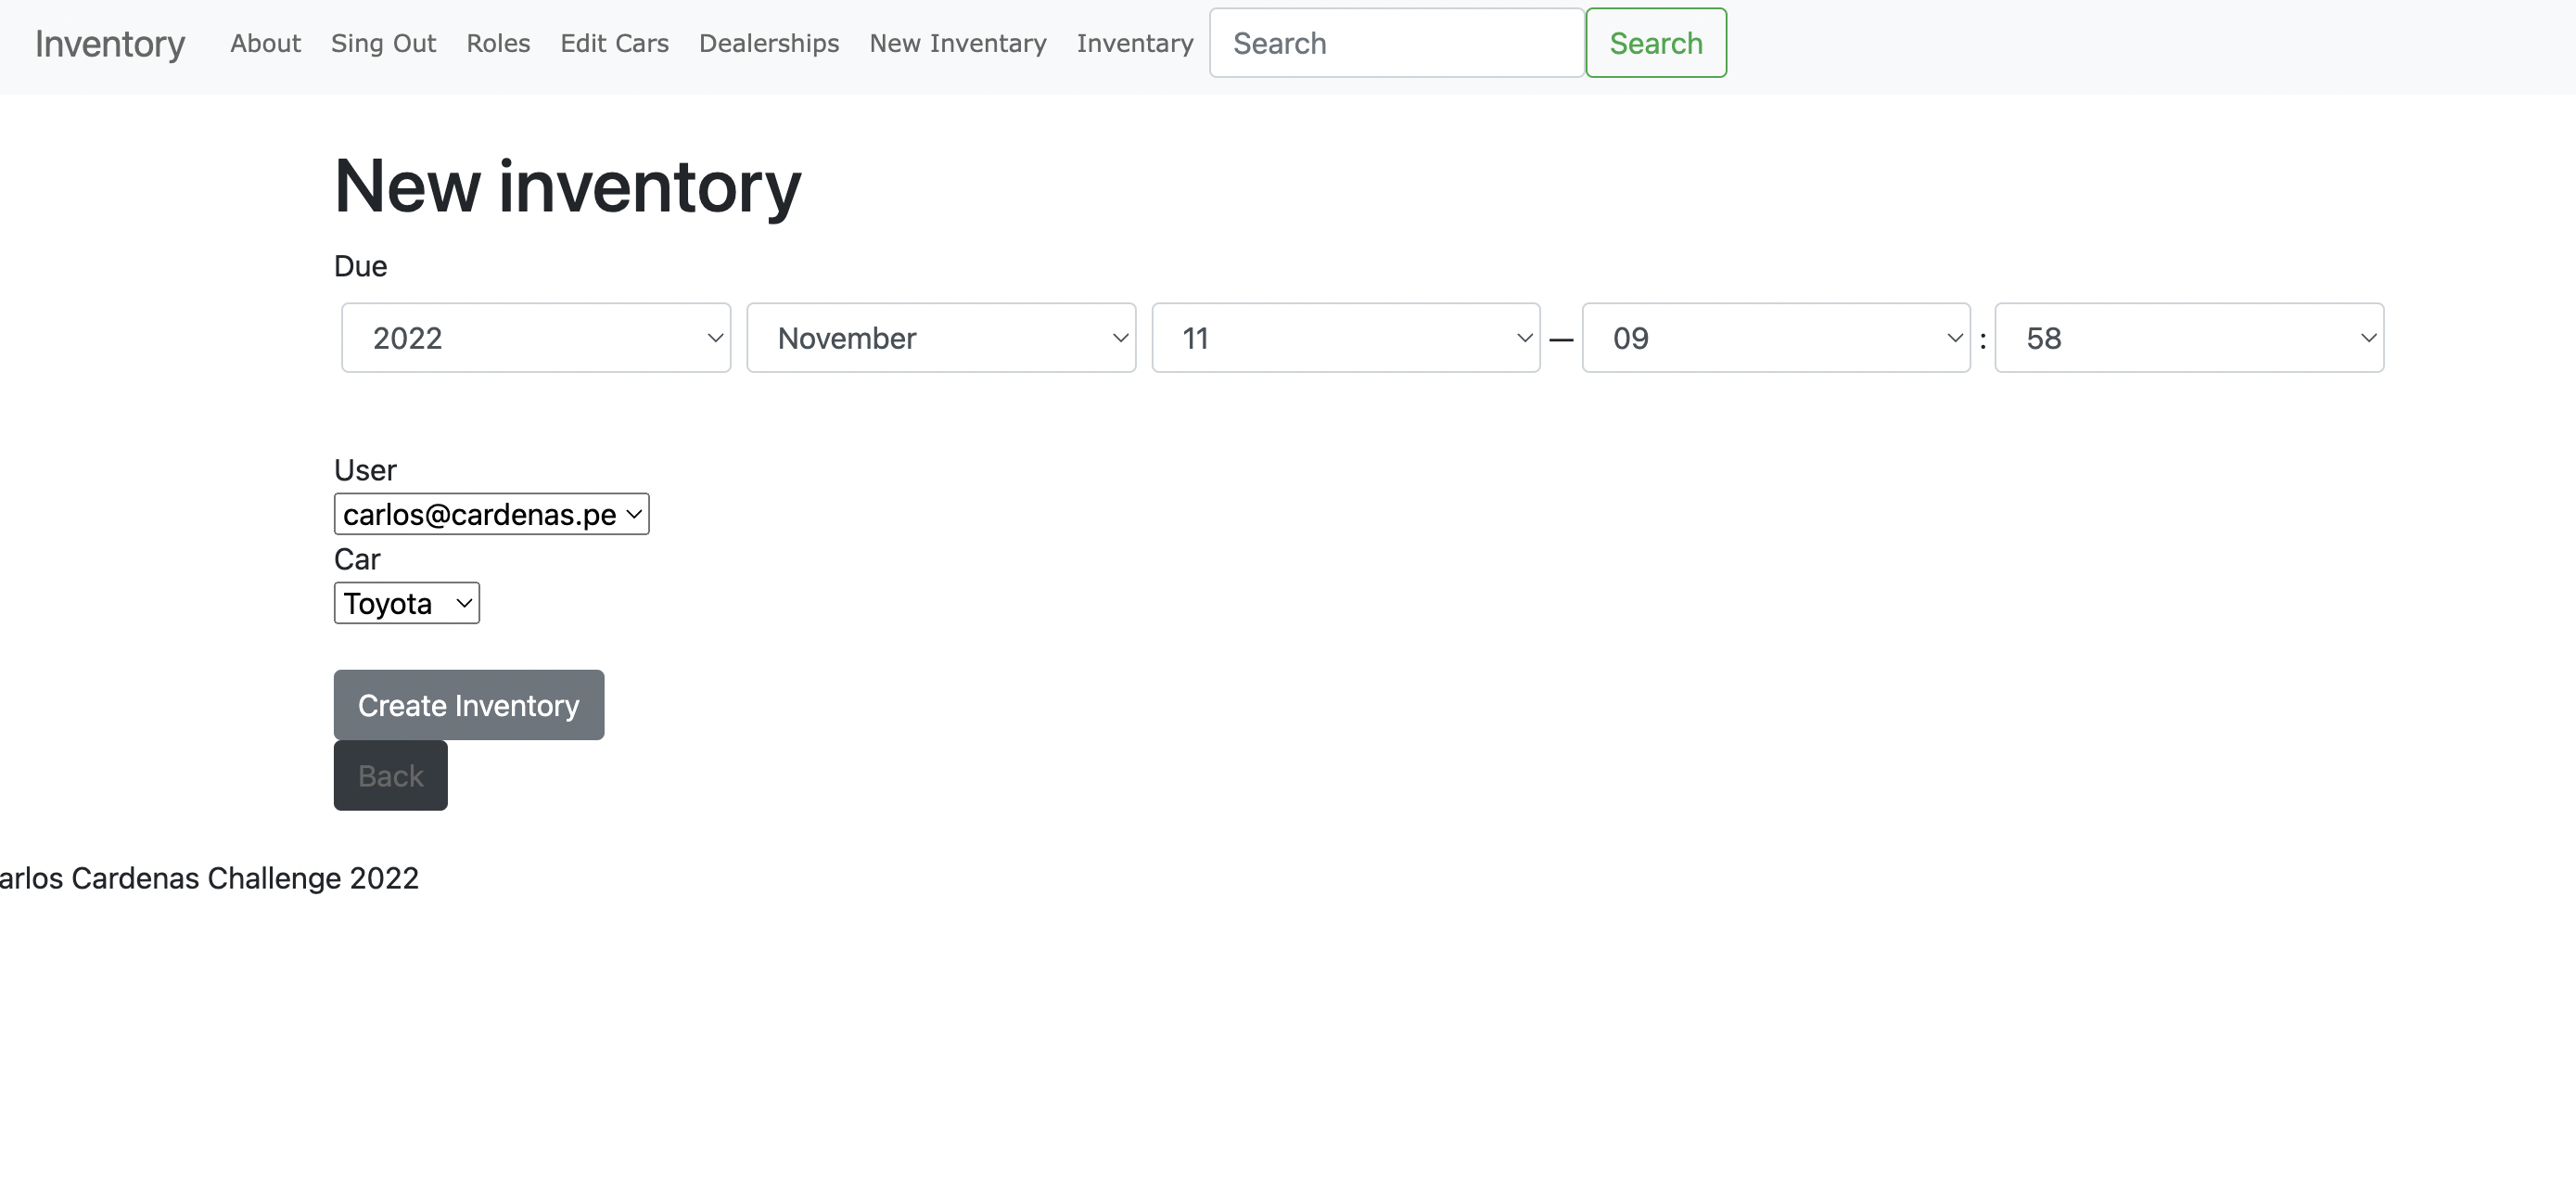 Inventory About Sing Out Roles Edit Cars Dealerships New Inventary Inventary Search Search
New inventory
Due
2022 November 11 — 09 : 58
User
carlos@cardenas.pe
Car
Toyota
Create Inventory
Back
arlos Cardenas Challenge 2022